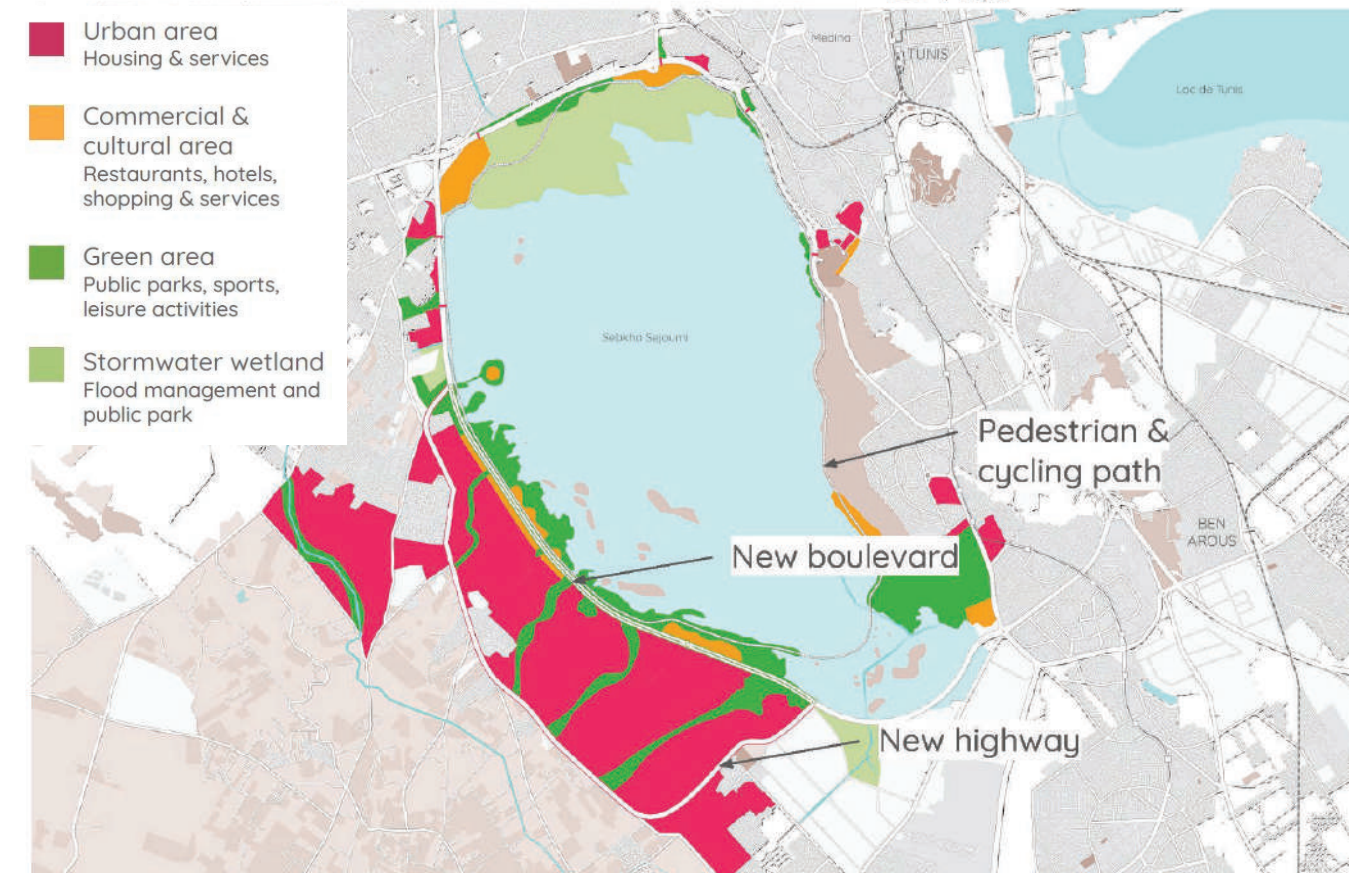 Urban area
Housing & services
Commercial &
cultural area
Restaurants, hotels,
shopping & services
Green area
Public parks, sports,
leisure activities
Stormwater wetland
Flood management and
public park
Medina
TUNIS
Lac de Tunis
Sebkha Sejoumi
Pedestrian &
cycling path
BEN
AROUS
New boulevard
New highway